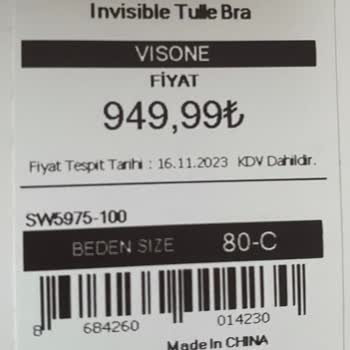 Invisible Tulle Bra
VISONE
FİYAT
949,99₺
Fiyat Tespit Tarihi : 16.11.2023 KDV Dahildir.
SW5975-100
BEDEN SIZE 80-C
8 684260 014230
Made In CHINA